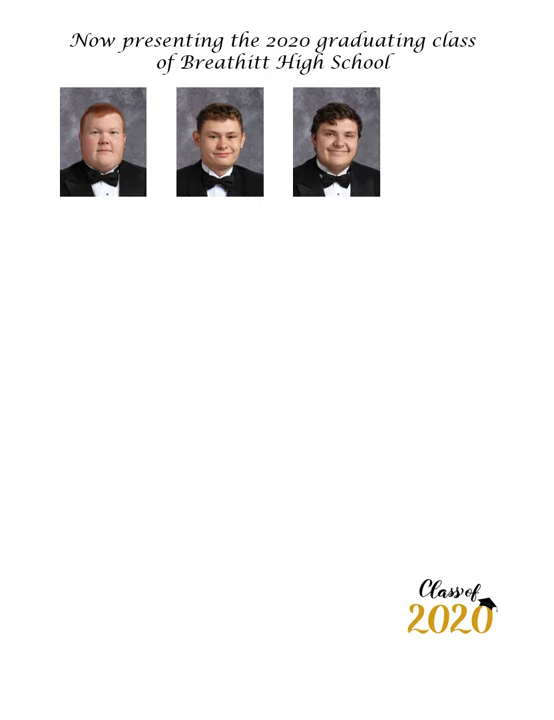 Now presenting the 2020 graduating class
of Breathitt High School
Class of
2020